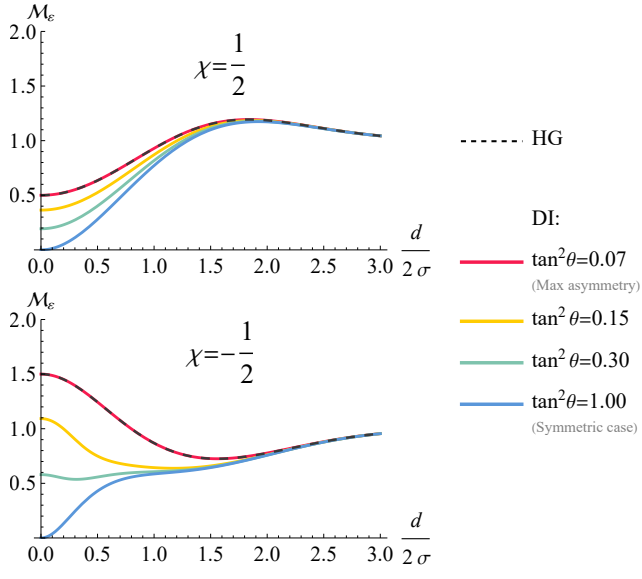 𝓜ε
2.0
χ=1/2
1.5
1.0
0.5
0.0 0.5 1.0 1.5 2.0 2.5 3.0
d/2σ
𝓜ε
2.0
χ=−1/2
1.5
1.0
0.5
0.0 0.5 1.0 1.5 2.0 2.5 3.0
d/2σ
HG
DI:
tan²θ=0.07
(Max asymmetry)
tan²θ=0.15
tan²θ=0.30
tan²θ=1.00
(Symmetric case)